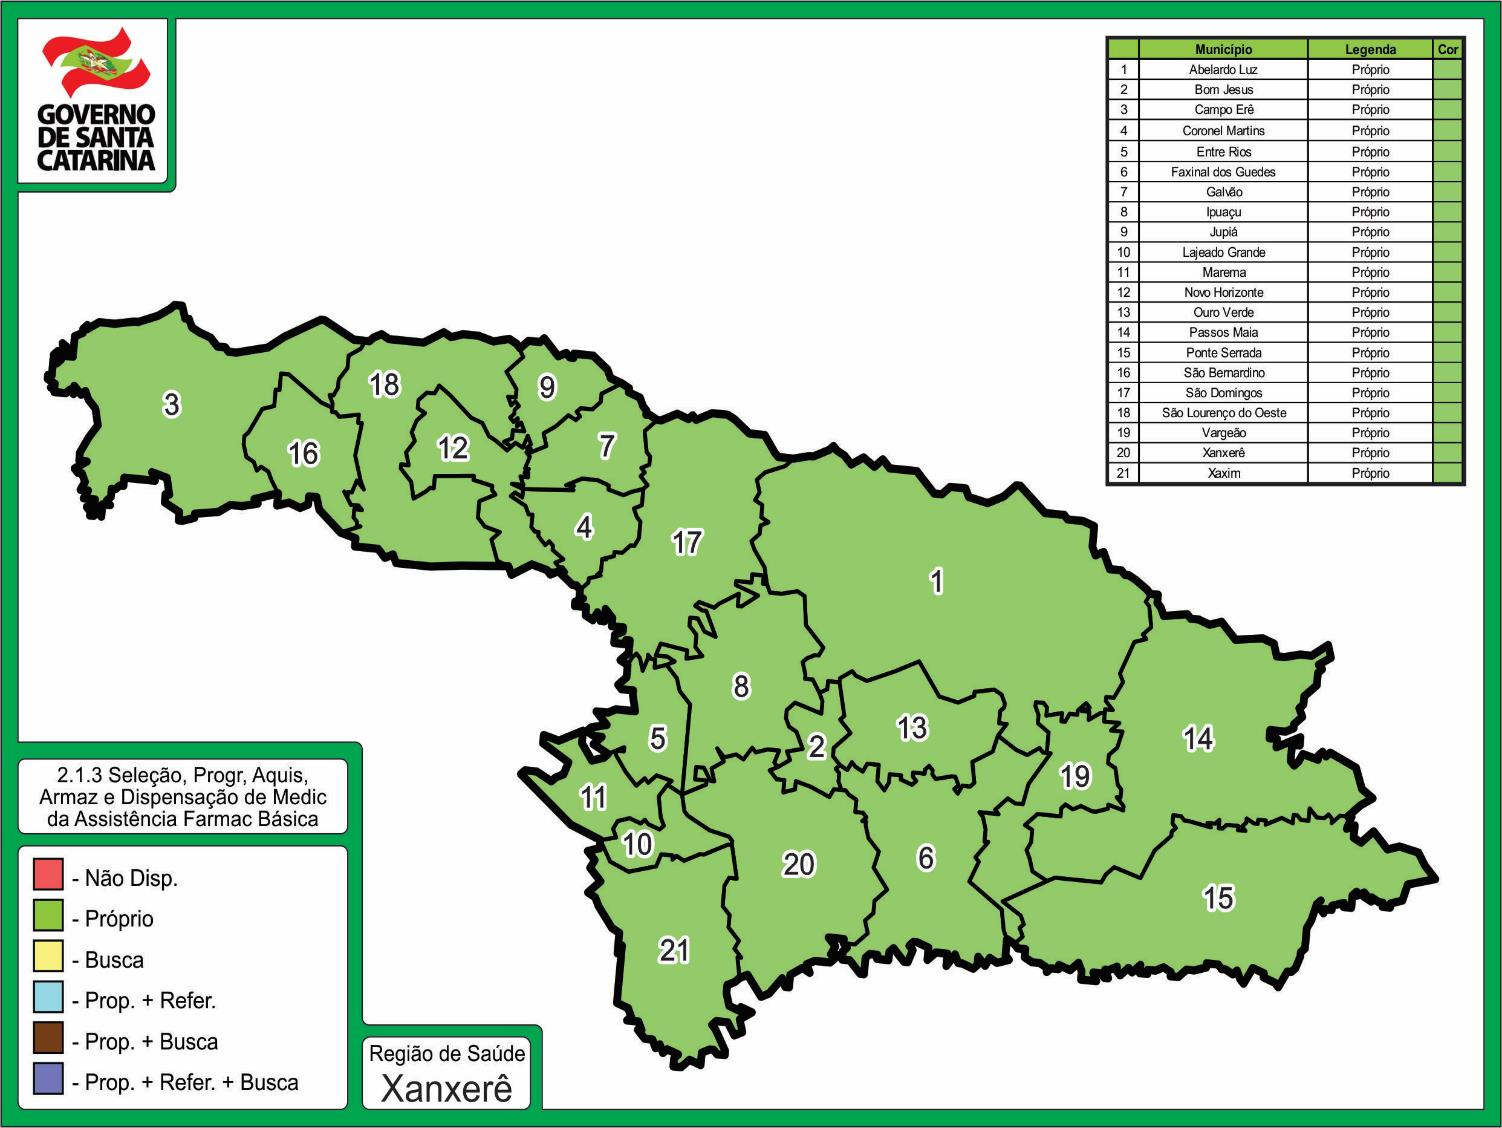 GOVERNO
DE SANTA
CATARINA
Município Legenda Cor
1 Abelardo Luz Próprio
2 Bom Jesus Próprio
3 Campo Erê Próprio
4 Coronel Martins Próprio
5 Entre Rios Próprio
6 Faxinal dos Guedes Próprio
7 Galvão Próprio
8 Ipuaçu Próprio
9 Jupiá Próprio
10 Lajeado Grande Próprio
11 Marema Próprio
12 Novo Horizonte Próprio
13 Ouro Verde Próprio
14 Passos Maia Próprio
15 Ponte Serrada Próprio
16 São Bernardino Próprio
17 São Domingos Próprio
18 São Lourenço do Oeste Próprio
19 Vargeão Próprio
20 Xanxerê Próprio
21 Xaxim Próprio
3
18
9
16
12
7
4
17
1
8
5
2
13
14
19
11
10
20
6
15
21
2.1.3 Seleção, Progr, Aquis,
Armaz e Dispensação de Medic
da Assistência Farmac Básica
- Não Disp.
- Próprio
- Busca
- Prop. + Refer.
- Prop. + Busca
- Prop. + Refer. + Busca
Região de Saúde
Xanxerê